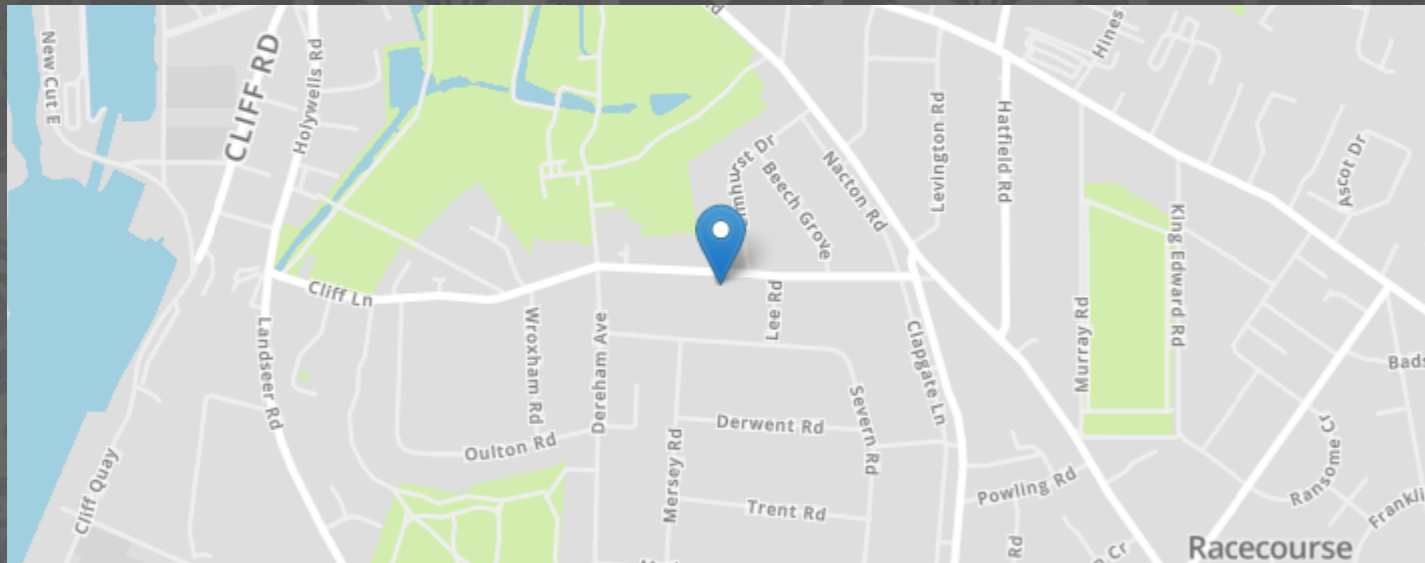 New Cut E
CLIFF RD
Holywells Rd
Hines
Levington Rd
Hatfield Rd
Ascot Dr
Beech Grove
Nacton Rd
King Edward Rd
Cliff Ln
Landseer Rd
Wroxham Rd
Dereham Ave
Lee Rd
Clapgate Ln
Murray Rd
Severn Rd
Derwent Rd
Oulton Rd
Mersey Rd
Trent Rd
Cliff Quay
Powling Rd
Ransome Cr
Rd
Cr
Racecourse